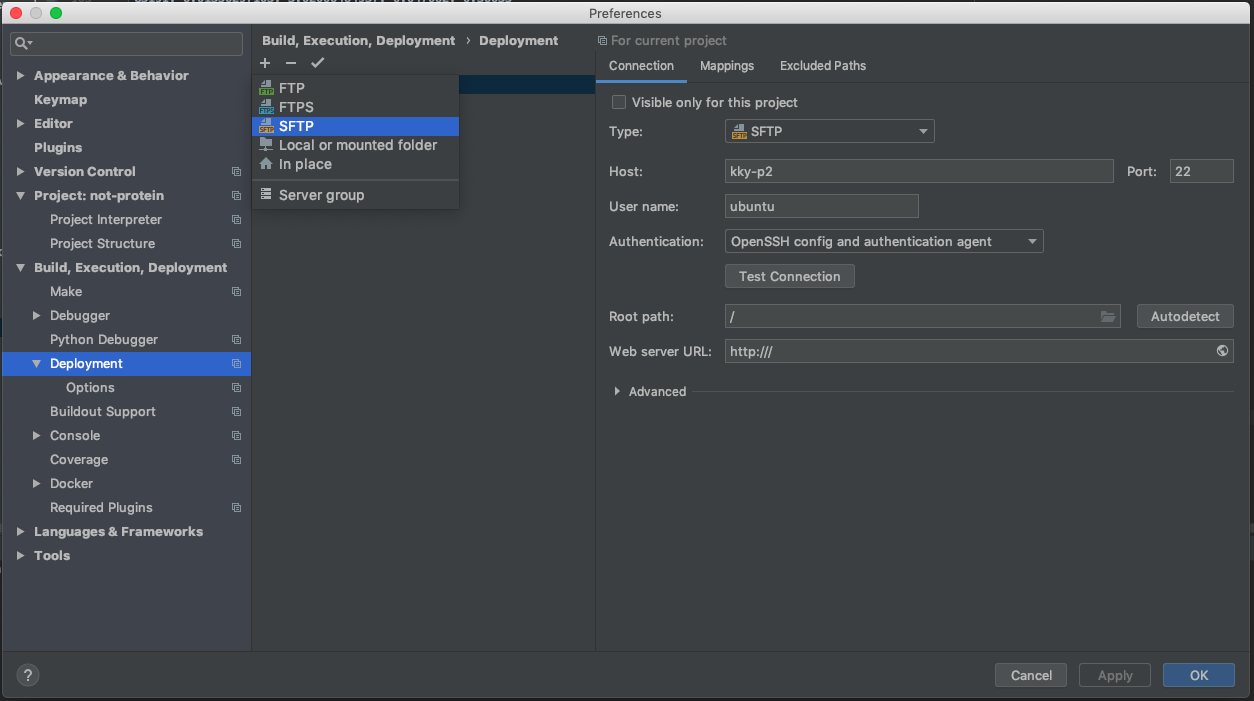 Preferences
Appearance & Behavior
Keymap
Editor
Plugins
Version Control
Project: not-protein
Project Interpreter
Project Structure
Build, Execution, Deployment
Make
Debugger
Python Debugger
Deployment
Options
Buildout Support
Console
Coverage
Docker
Required Plugins
Languages & Frameworks
Tools
Build, Execution, Deployment › Deployment
For current project
FTP
FTPS
SFTP
Local or mounted folder
In place
Server group
Connection Mappings Excluded Paths
Visible only for this project
Type: SFTP
Host: kky-p2 Port: 22
User name: ubuntu
Authentication: OpenSSH config and authentication agent
Test Connection
Root path: / Autodetect
Web server URL: http:///
Advanced
? Cancel Apply OK